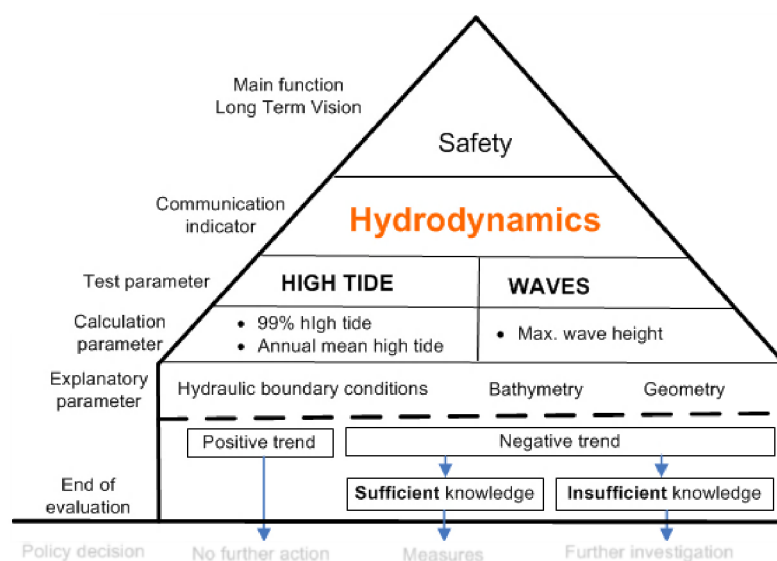 Main function
Long Term Vision
Safety
Communication
indicator
Hydrodynamics
Test parameter
HIGH TIDE
WAVES
Calculation
parameter
• 99% hIgh tide
• Annual mean high tide
• Max. wave height
Explanatory
parameter
Hydraulic boundary conditions
Bathymetry
Geometry
Positive trend
Negative trend
End of
evaluation
Sufficient knowledge
Insufficient knowledge
Policy decision
No further action
Measures
Further investigation